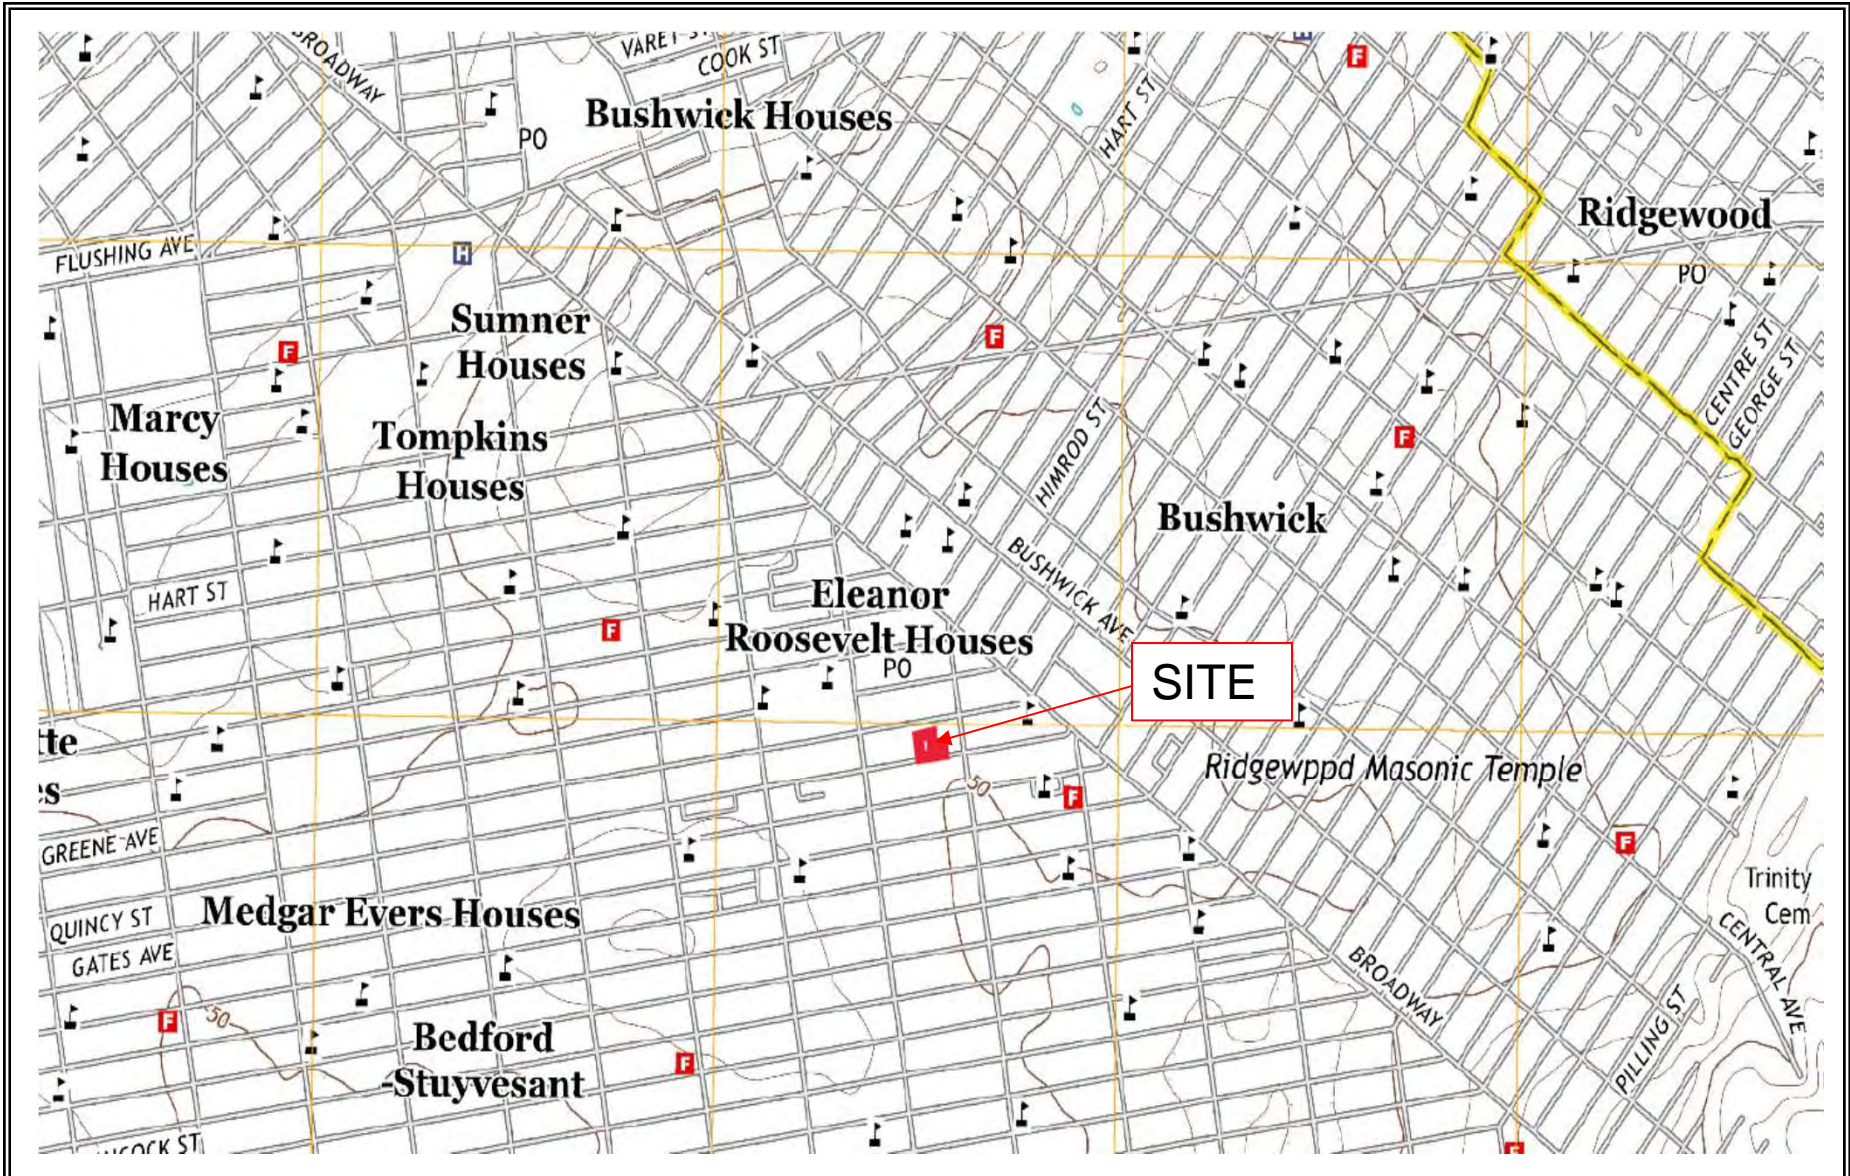 BROADWAY
VARET ST
COOK ST
Bushwick Houses
PO
HART ST
Ridgewood
FLUSHING AVE
H
PO
Sumner
Houses
CENTRE ST
GEORGE ST
Marcy
Houses
Tompkins
Houses
HIMROD ST
Bushwick
BUSHWICK AVE
HART ST
Eleanor
Roosevelt Houses
PO
SITE
tte
es
Ridgewppd Masonic Temple
50
GREENE AVE
Trinity
Cem
QUINCY ST
Medgar Evers Houses
GATES AVE
CENTRAL AVE
BROADWAY
50
Bedford
-Stuyvesant
PILLING ST
COCK ST
F
F
F
F
F
F
F
F
F